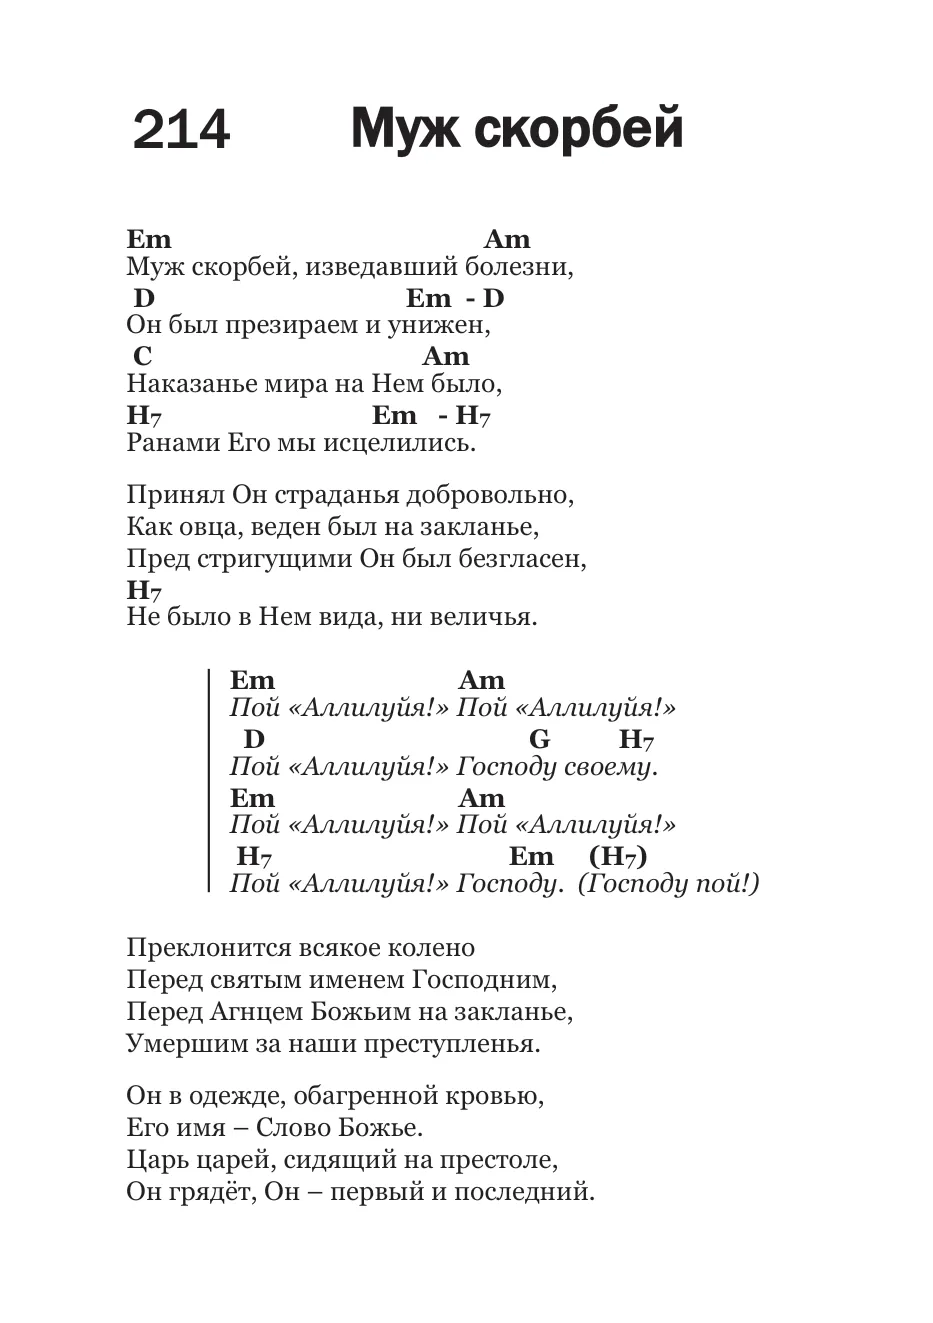 214 Муж скорбей
Em Am
Муж скорбей, изведавший болезни,
D Em - D
Он был презираем и унижен,
C Am
Наказанье мира на Нем было,
H7 Em - H7
Ранами Его мы исцелились.
Принял Он страданья добровольно,
Как овца, веден был на закланье,
Пред стригущими Он был безгласен,
H7
Не было в Нем вида, ни величья.
Em Am
Пой «Аллилуйя!» Пой «Аллилуйя!»
D G H7
Пой «Аллилуйя!» Господу своему.
Em Am
Пой «Аллилуйя!» Пой «Аллилуйя!»
H7 Em (H7)
Пой «Аллилуйя!» Господу. (Господу пой!)
Преклонится всякое колено
Перед святым именем Господним,
Перед Агнцем Божьим на закланье,
Умершим за наши преступленья.
Он в одежде, обагренной кровью,
Его имя – Слово Божье.
Царь царей, сидящий на престоле,
Он грядёт, Он – первый и последний.